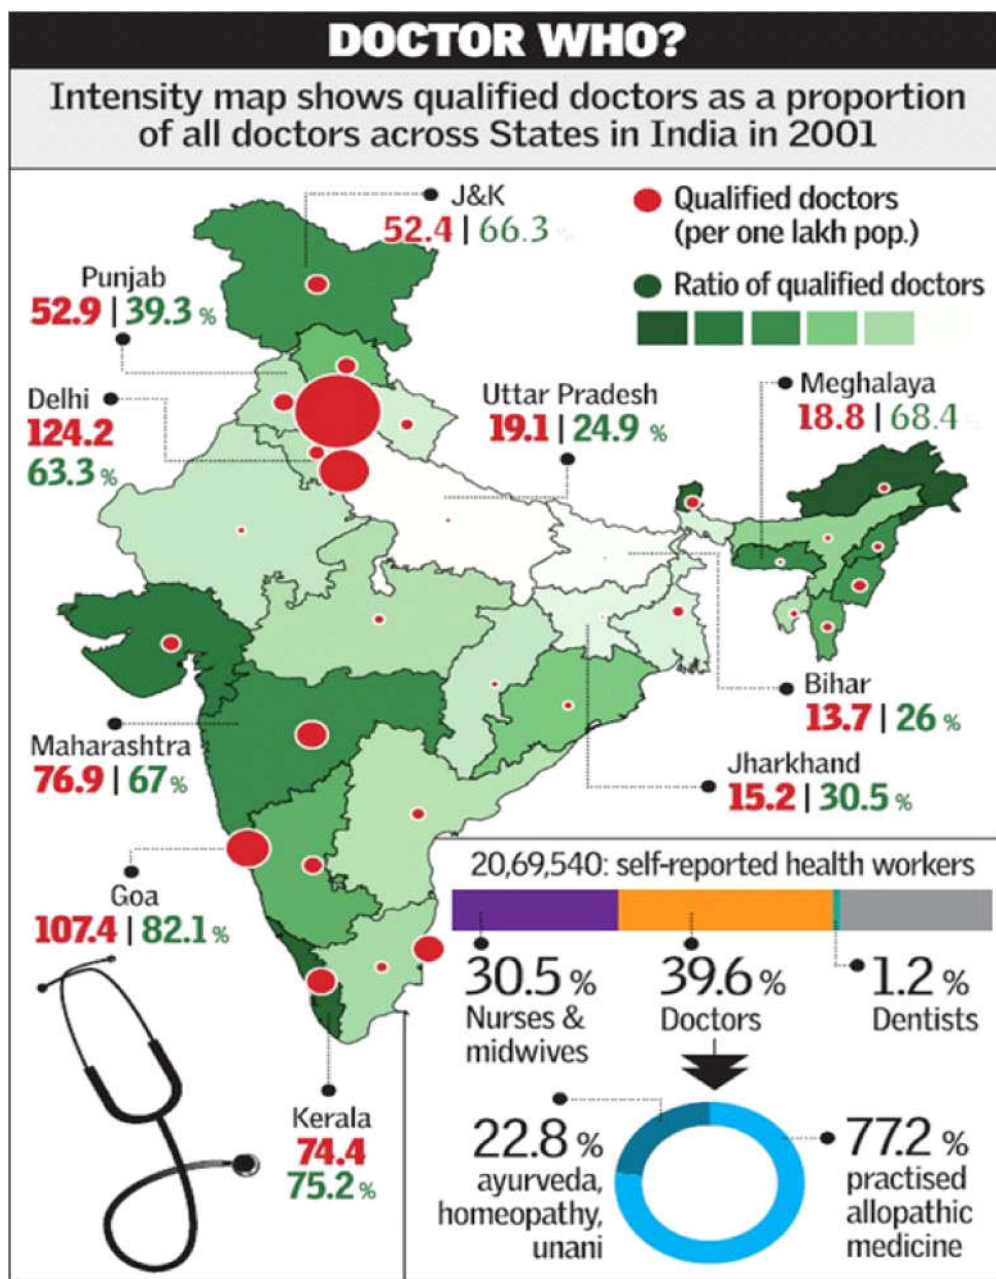 DOCTOR WHO?
Intensity map shows qualified doctors as a proportion
of all doctors across States in India in 2001
J&K
52.4 | 66.3
Qualified doctors
(per one lakh pop.)
Ratio of qualified doctors
Punjab
52.9 | 39.3 %
Delhi
124.2
63.3 %
Uttar Pradesh
19.1 | 24.9 %
Meghalaya
18.8 | 68.4
Bihar
13.7 | 26 %
Jharkhand
15.2 | 30.5 %
Maharashtra
76.9 | 67 %
Goa
107.4 | 82.1 %
Kerala
74.4
75.2 %
20,69,540: self-reported health workers
30.5 %
Nurses &
midwives
39.6 %
Doctors
1.2 %
Dentists
22.8 %
ayurveda,
homeopathy,
unani
77.2 %
practised
allopathic
medicine